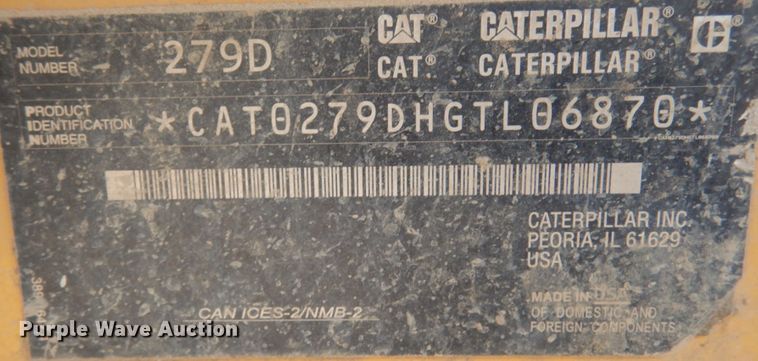 CAT® CATERPILLAR®
CAT® CATERPILLAR®
MODEL NUMBER 279D
PRODUCT IDENTIFICATION NUMBER *CAT0279DHGTL06870*
CATERPILLAR INC.
PEORIA, IL 61629
USA
CAN ICES-2/NMB-2
MADE IN USA
OF DOMESTIC AND
FOREIGN COMPONENTS
Purple Wave Auction